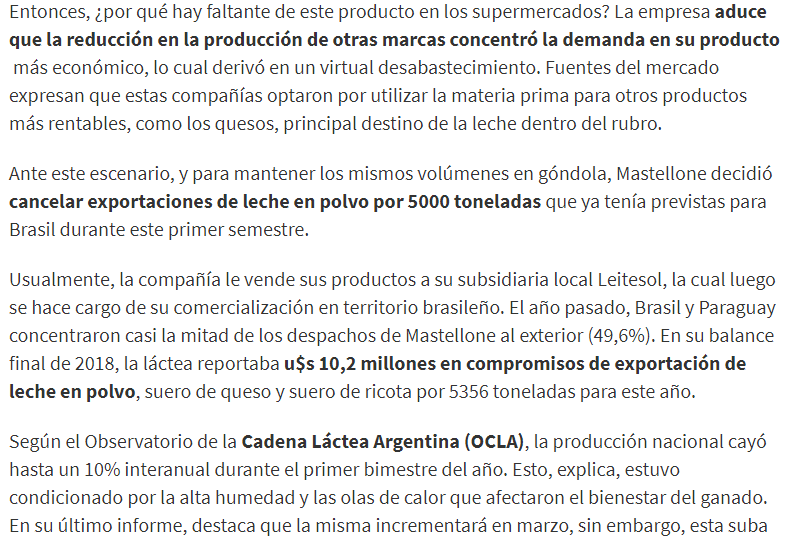 Entonces, ¿por qué hay faltante de este producto en los supermercados? La empresa aduce
que la reducción en la producción de otras marcas concentró la demanda en su producto
más económico, lo cual derivó en un virtual desabastecimiento. Fuentes del mercado
expresan que estas compañías optaron por utilizar la materia prima para otros productos
más rentables, como los quesos, principal destino de la leche dentro del rubro.
Ante este escenario, y para mantener los mismos volúmenes en góndola, Mastellone decidió
cancelar exportaciones de leche en polvo por 5000 toneladas que ya tenía previstas para
Brasil durante este primer semestre.
Usualmente, la compañía le vende sus productos a su subsidiaria local Leitesol, la cual luego
se hace cargo de su comercialización en territorio brasileño. El año pasado, Brasil y Paraguay
concentraron casi la mitad de los despachos de Mastellone al exterior (49,6%). En su balance
final de 2018, la láctea reportaba u$s 10,2 millones en compromisos de exportación de
leche en polvo, suero de queso y suero de ricota por 5356 toneladas para este año.
Según el Observatorio de la Cadena Láctea Argentina (OCLA), la producción nacional cayó
hasta un 10% interanual durante el primer bimestre del año. Esto, explica, estuvo
condicionado por la alta humedad y las olas de calor que afectaron el bienestar del ganado.
En su último informe, destaca que la misma incrementará en marzo, sin embargo, esta suba